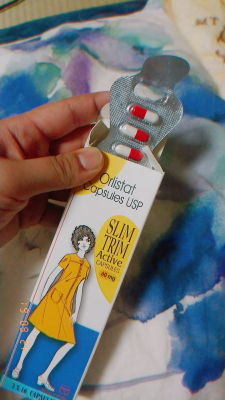 Orlistat
Capsules USP
SLIM
TRIM
Active
CAPSULES
60 mg